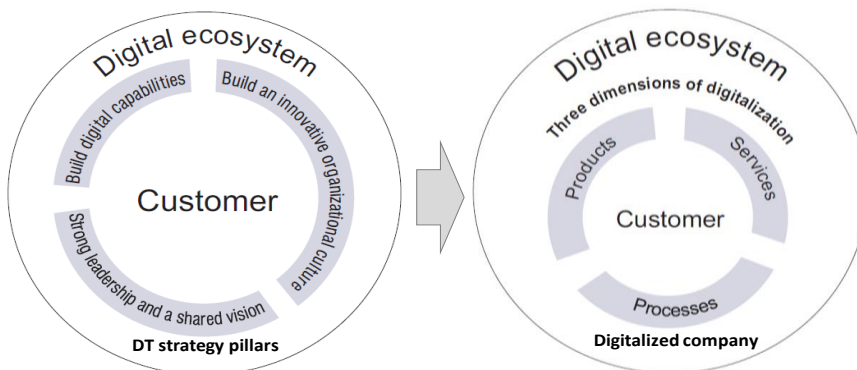 Digital ecosystem
Build digital capabilities
Build an innovative organizational culture
Customer
Strong leadership and a shared vision
DT strategy pillars
Digital ecosystem
Three dimensions of digitalization
Products
Services
Customer
Processes
Digitalized company